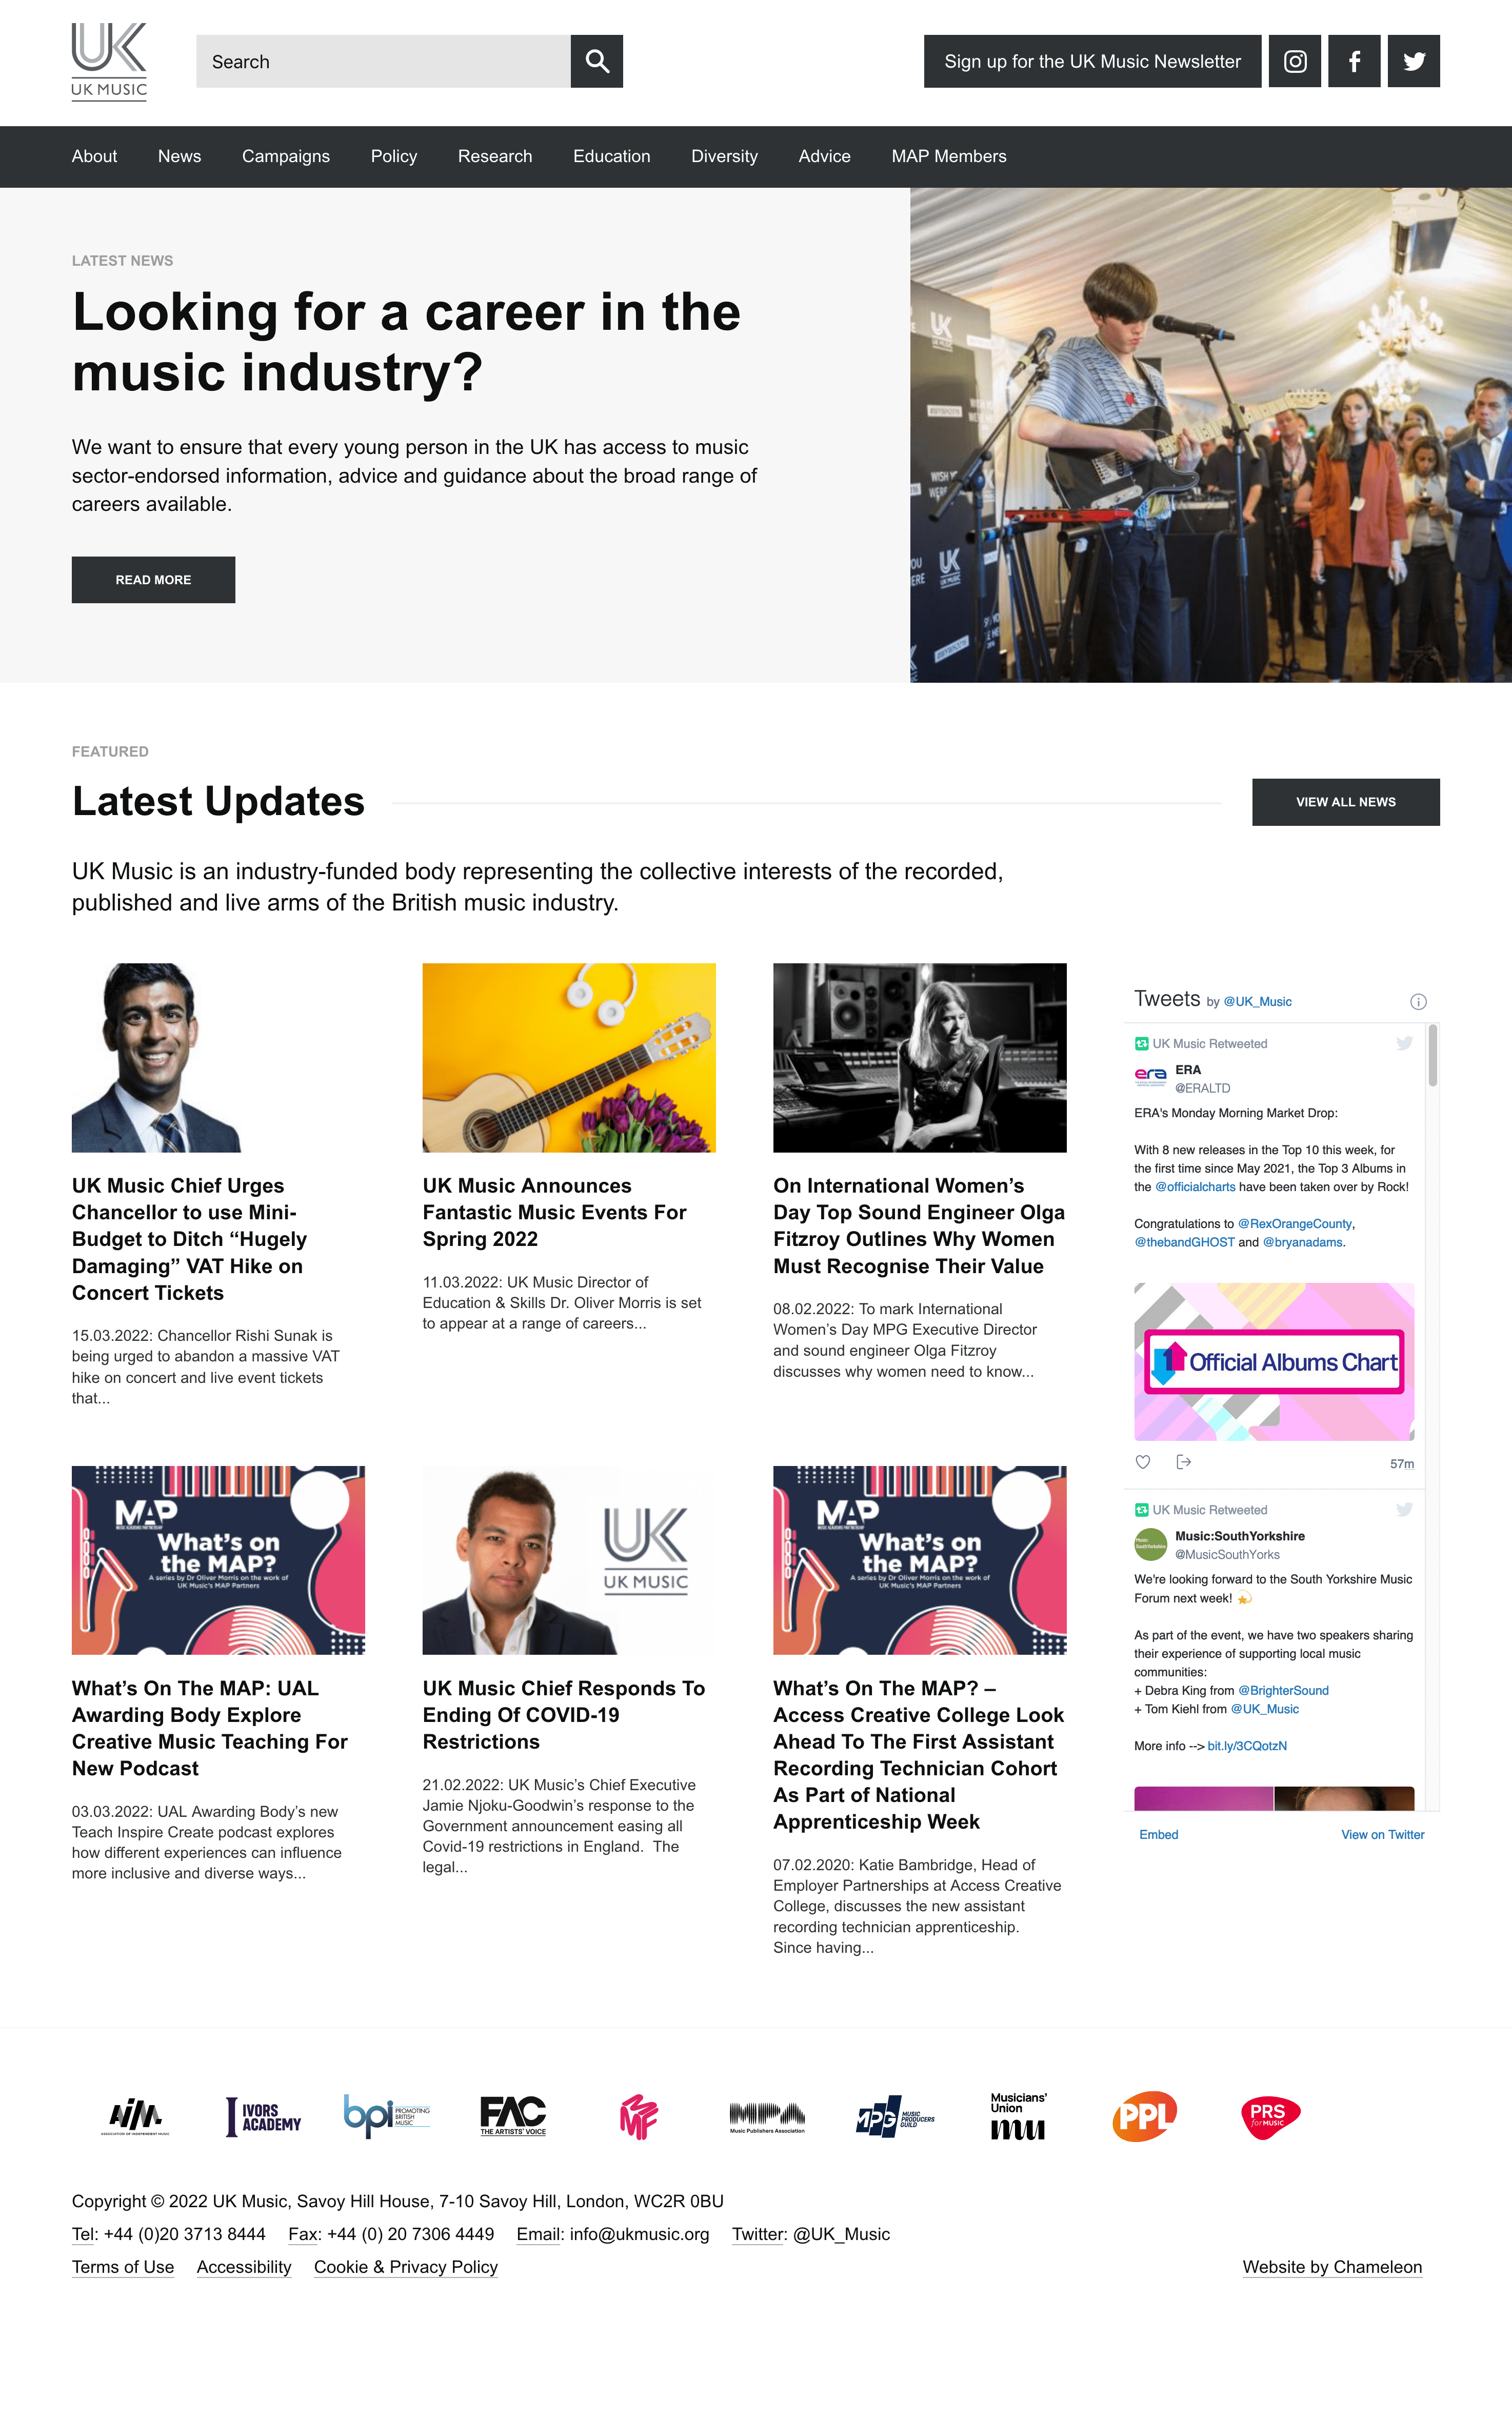 UK
UK MUSIC
Search
Sign up for the UK Music Newsletter
About
News
Campaigns
Policy
Research
Education
Diversity
Advice
MAP Members
LATEST NEWS
Looking for a career in the
music industry?
We want to ensure that every young person in the UK has access to music
sector-endorsed information, advice and guidance about the broad range of
careers available.
READ MORE
UK
UK MUSIC
WISH Y
WERE
YOU
ERE
UK
UK MUSIC
FEATURED
Latest Updates
VIEW ALL NEWS
UK Music is an industry-funded body representing the collective interests of the recorded,
published and live arms of the British music industry.
UK Music Chief Urges
Chancellor to use Mini-
Budget to Ditch “Hugely
Damaging” VAT Hike on
Concert Tickets
15.03.2022: Chancellor Rishi Sunak is
being urged to abandon a massive VAT
hike on concert and live event tickets
that...
UK Music Announces
Fantastic Music Events For
Spring 2022
11.03.2022: UK Music Director of
Education & Skills Dr. Oliver Morris is set
to appear at a range of careers...
On International Women’s
Day Top Sound Engineer Olga
Fitzroy Outlines Why Women
Must Recognise Their Value
08.02.2022: To mark International
Women’s Day MPG Executive Director
and sound engineer Olga Fitzroy
discusses why women need to know...
MAP
MUSIC ACADEMIC PARTNERSHIP
What’s on
the MAP?
A series by Dr Oliver Morris on the work of
UK Music’s MAP Partners
What’s On The MAP: UAL
Awarding Body Explore
Creative Music Teaching For
New Podcast
03.03.2022: UAL Awarding Body’s new
Teach Inspire Create podcast explores
how different experiences can influence
more inclusive and diverse ways...
UK
UK MUSIC
UK Music Chief Responds To
Ending Of COVID-19
Restrictions
21.02.2022: UK Music’s Chief Executive
Jamie Njoku-Goodwin’s response to the
Government announcement easing all
Covid-19 restrictions in England.  The
legal...
MAP
MUSIC ACADEMIC PARTNERSHIP
What’s on
the MAP?
A series by Dr Oliver Morris on the work of
UK Music’s MAP Partners
What’s On The MAP? –
Access Creative College Look
Ahead To The First Assistant
Recording Technician Cohort
As Part of National
Apprenticeship Week
07.02.2020: Katie Bambridge, Head of
Employer Partnerships at Access Creative
College, discusses the new assistant
recording technician apprenticeship.
Since having...
Tweets by @UK_Music
UK Music Retweeted
era
ERA
@ERALTD
ERA's Monday Morning Market Drop:
With 8 new releases in the Top 10 this week, for
the first time since May 2021, the Top 3 Albums in
the @officialcharts have been taken over by Rock!
Congratulations to @RexOrangeCounty,
@thebandGHOST and @bryanadams.
Official Albums Chart
57m
UK Music Retweeted
Music:SouthYorkshire
@MusicSouthYorks
We're looking forward to the South Yorkshire Music
Forum next week! 💫
As part of the event, we have two speakers sharing
their experience of supporting local music
communities:
+ Debra King from @BrighterSound
+ Tom Kiehl from @UK_Music
More info --> bit.ly/3CQotzN
Embed
View on Twitter
AIM
ASSOCIATION OF INDEPENDENT MUSIC
IVORS
ACADEMY
bpi
PROMOTING
BRITISH
MUSIC
FAC
THE ARTISTS' VOICE
MMF
MPA
Music Publishers Association
MPG
MUSIC
PRODUCERS
GUILD
Musicians’
Union
mu
PPL
PRS
for MUSIC
Copyright © 2022 UK Music, Savoy Hill House, 7-10 Savoy Hill, London, WC2R 0BU
Tel: +44 (0)20 3713 8444
Fax: +44 (0) 20 7306 4449
Email: info@ukmusic.org
Twitter: @UK_Music
Terms of Use
Accessibility
Cookie & Privacy Policy
Website by Chameleon